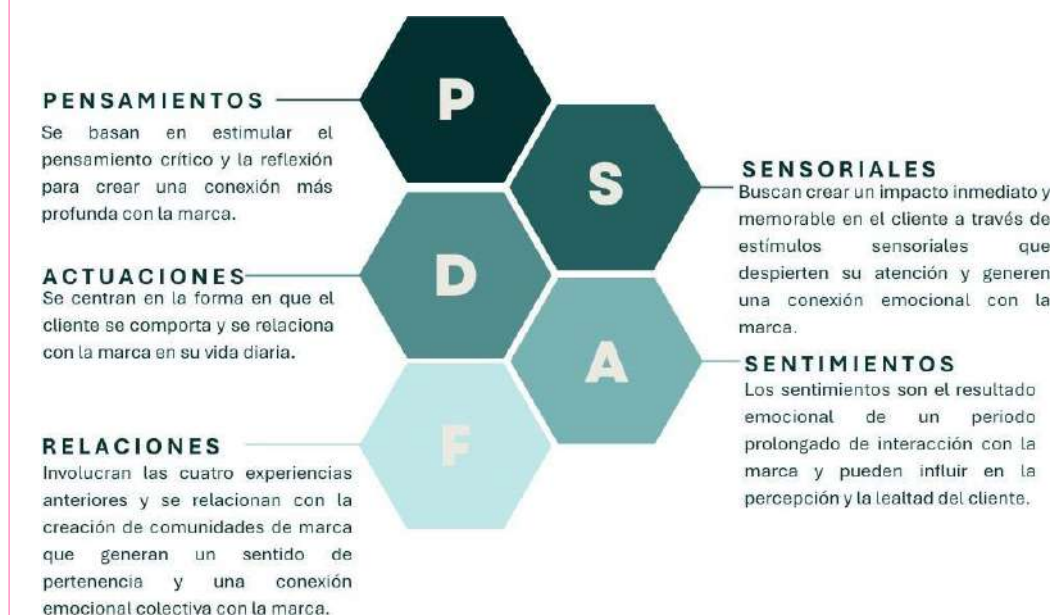 P
PENSAMIENTOS
Se basan en estimular el
pensamiento crítico y la reflexión
para crear una conexión más
profunda con la marca.
S
SENSORIALES
Buscan crear un impacto inmediato y
memorable en el cliente a través de
estímulos sensoriales que
despierten su atención y generen
una conexión emocional con la
marca.
D
ACTUACIONES
Se centran en la forma en que el
cliente se comporta y se relaciona
con la marca en su vida diaria.
A
SENTIMIENTOS
Los sentimientos son el resultado
emocional de un periodo
prolongado de interacción con la
marca y pueden influir en la
percepción y la lealtad del cliente.
F
RELACIONES
Involucran las cuatro experiencias
anteriores y se relacionan con la
creación de comunidades de marca
que generan un sentido de
pertenencia y una conexión
emocional colectiva con la marca.